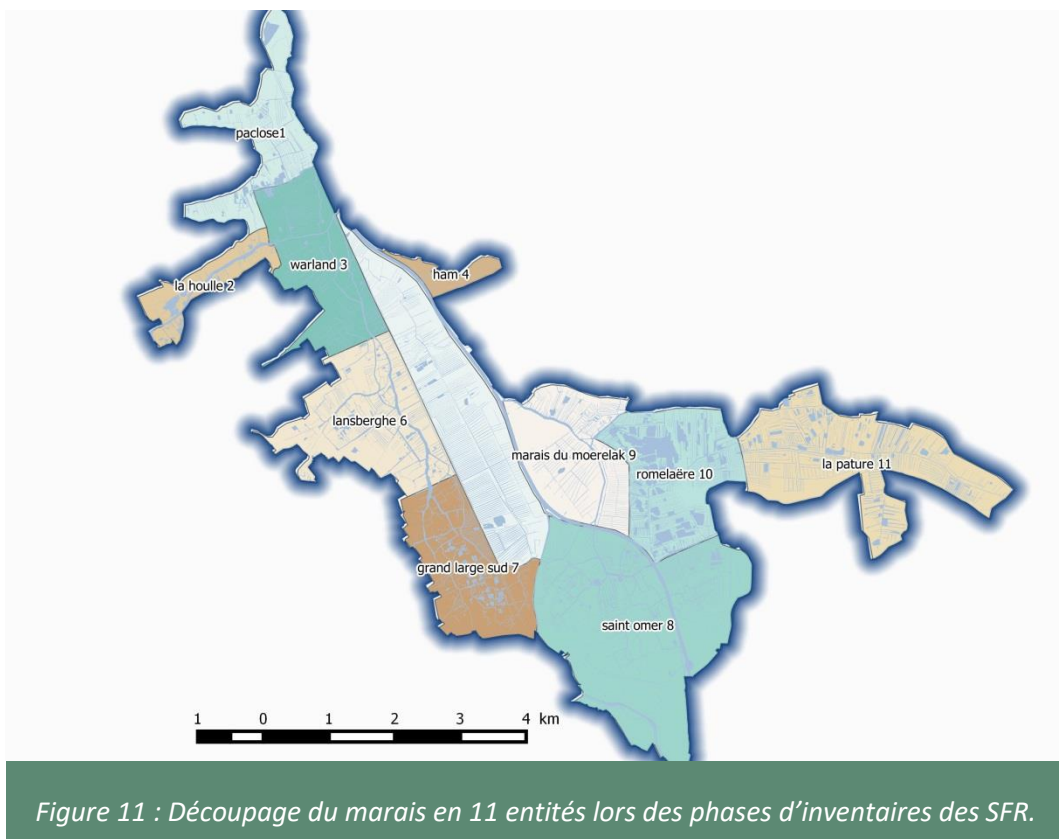 paclose1
warland 3
ham 4
la houlle 2
lansberghe 6
marais du moerelak 9
romelaëre 10
la pature 11
grand large sud 7
saint omer 8
1 0 1 2 3 4 km
Figure 11 : Découpage du marais en 11 entités lors des phases d’inventaires des SFR.